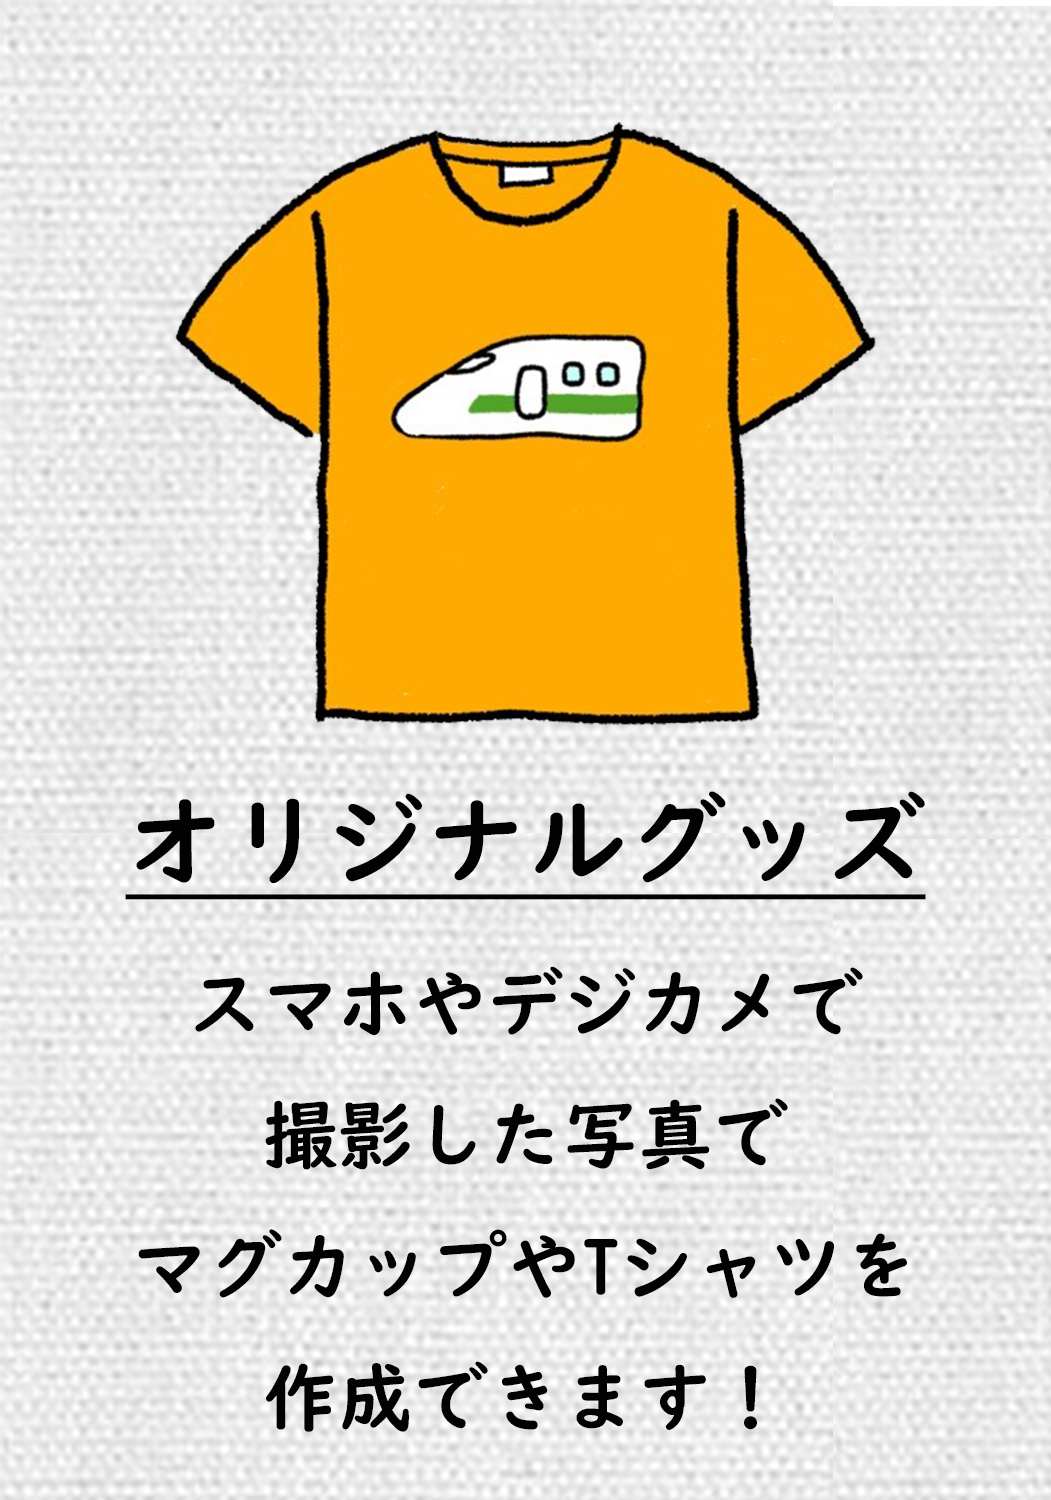 オリジナルグッズ
スマホやデジカメで
撮影した写真で
マグカップやTシャツを
作成できます！